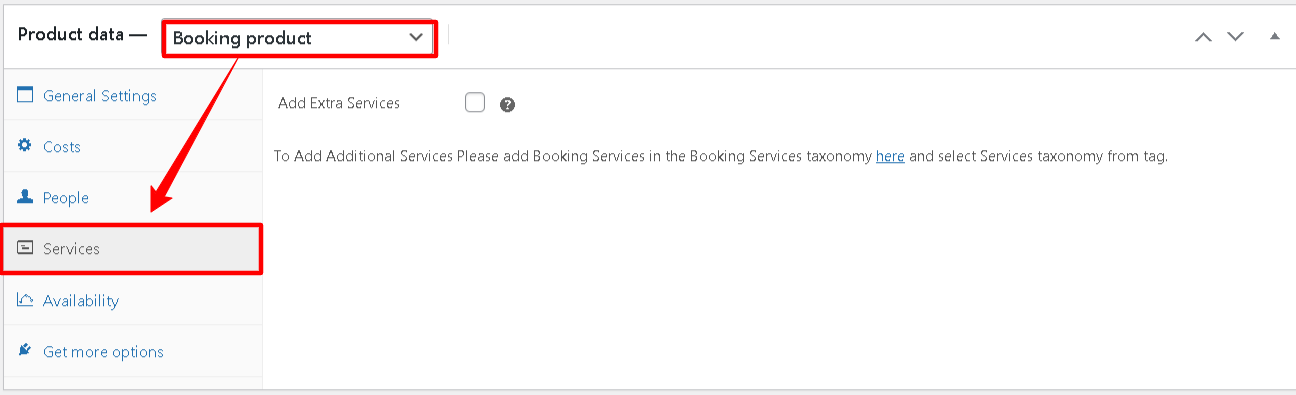 Product data — Booking product
General Settings
Add Extra Services ?
Costs
To Add Additional Services Please add Booking Services in the Booking Services taxonomy here and select Services taxonomy from tag.
People
Services
Availability
Get more options